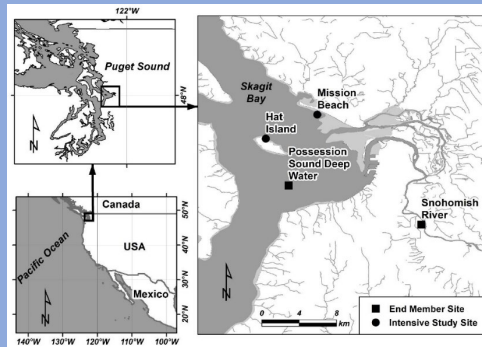 122°W
Puget Sound
48°N
N
Canada
50°N
USA
40°N
Pacific Ocean
30°N
Mexico
20°N
N
140°W 120°W 100°W
Skagit
Bay
Mission
Beach
Hat
Island
Possession
Sound Deep
Water
Snohomish
River
N
0 2 4 8
km
End Member Site
Intensive Study Site